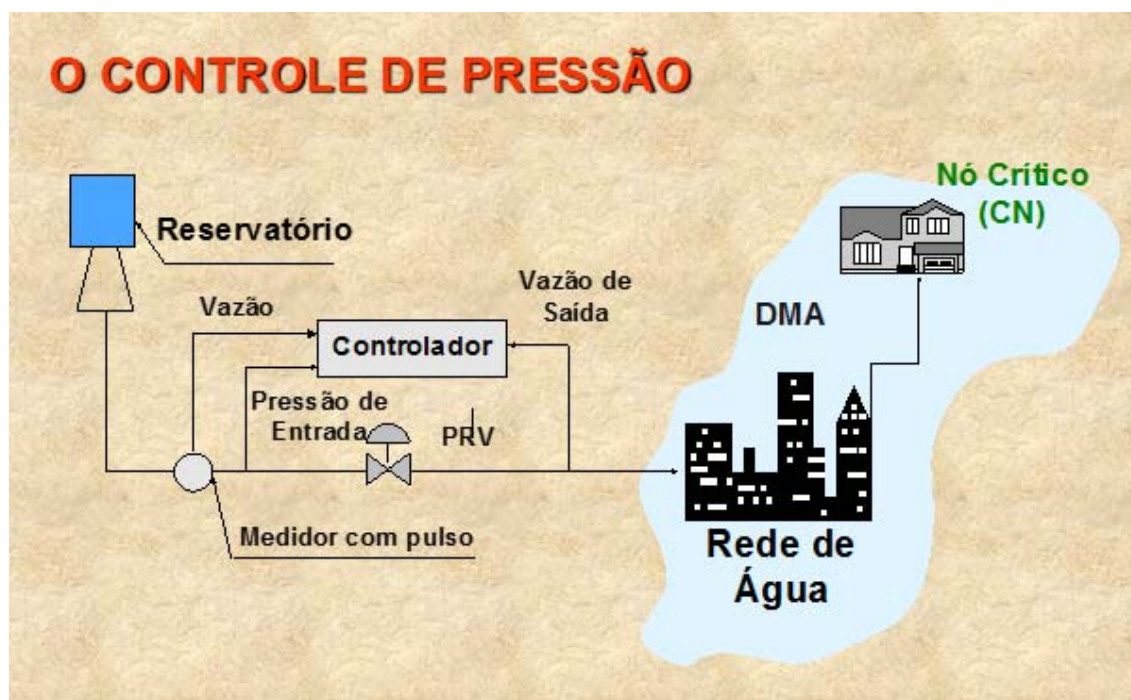 O CONTROLE DE PRESSÃO
Nó Crítico
(CN)
Reservatório
Vazão de
Saída
Vazão
DMA
Controlador
Pressão de
Entrada
PRV
Medidor com pulso
Rede de
Água